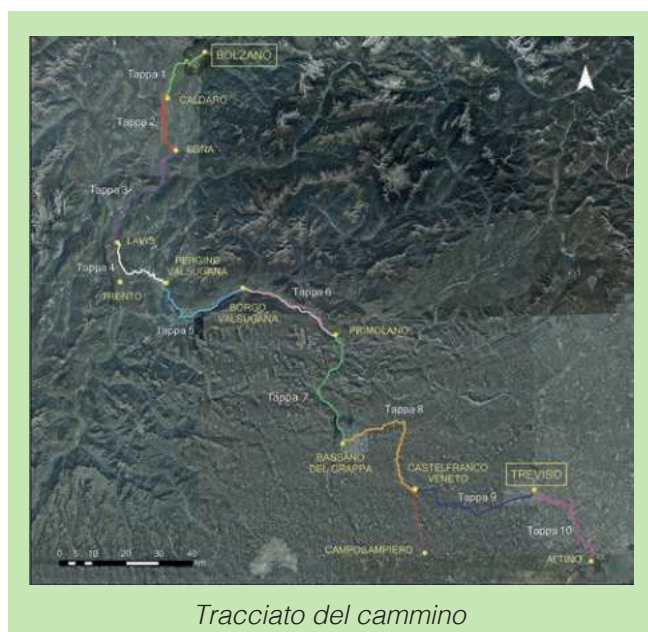 BOLZANO
Tappa 1
CALDARO
Tappa 2
EGNA
Tappa 3
LAVIS
Tappa 4
PERGINE
VALSUGANA
TRENTO
Tappa 5
BORGO
VALSUGANA
Tappa 6
PRIMOLANO
Tappa 7
Tappa 8
BASSANO
DEL GRAPPA
CASTELFRANCO
VENETO
TREVISO
Tappa 9
Tappa 10
CAMPOSAMPIERO
ALTINO
0 5 10 20 30 40
KM
Tracciato del cammino